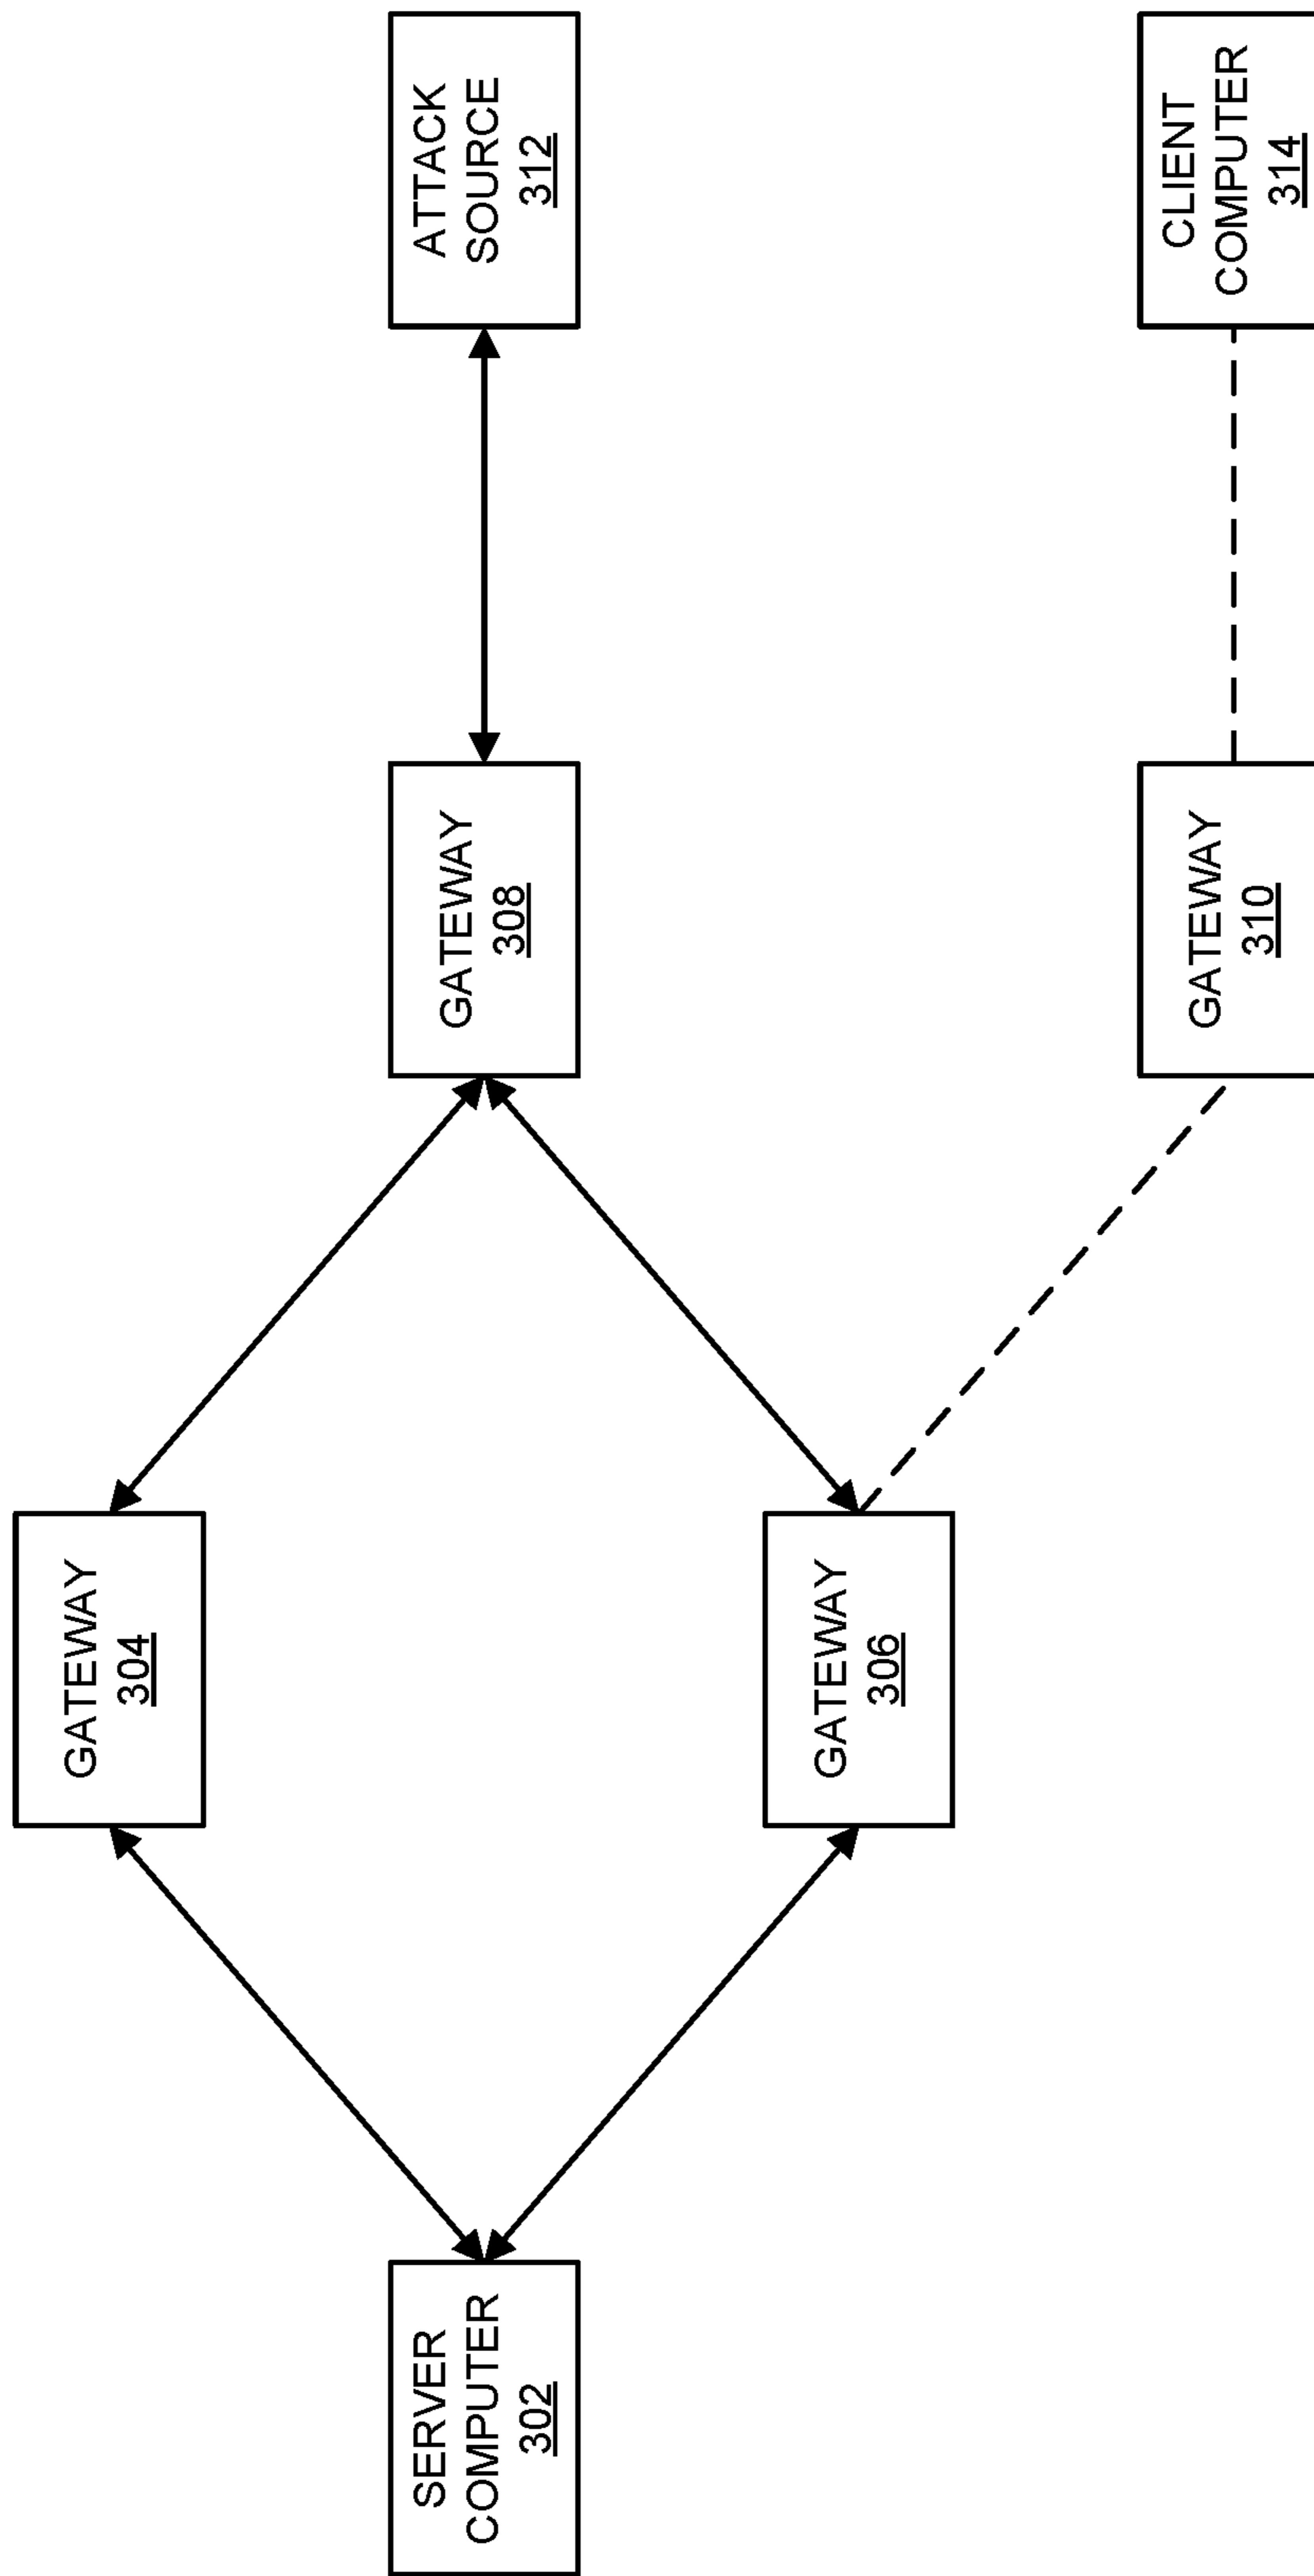 SERVER
COMPUTER
302
GATEWAY
304
GATEWAY
306
GATEWAY
308
GATEWAY
310
ATTACK
SOURCE
312
CLIENT
COMPUTER
314